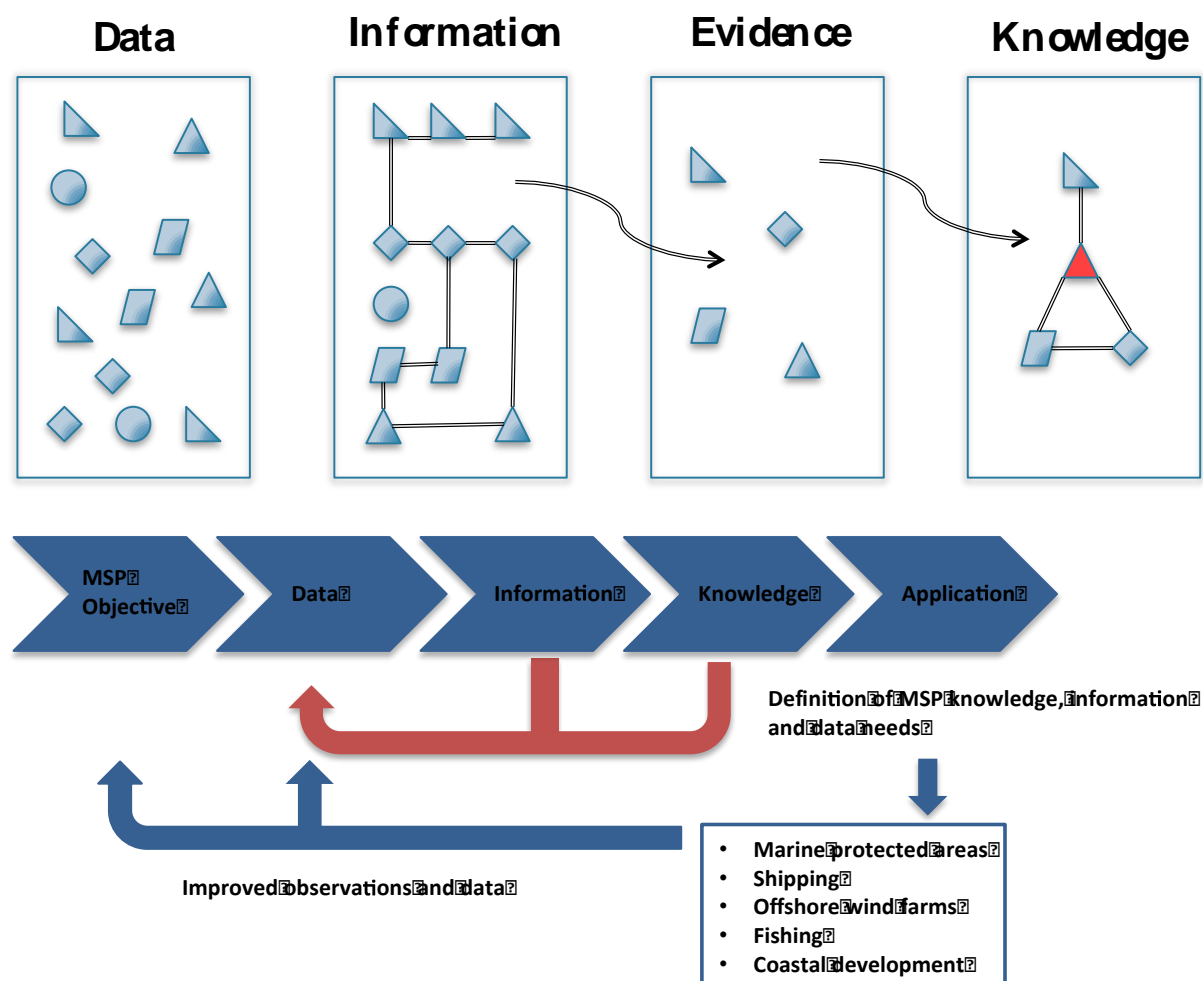 Data
Information
Evidence
Knowledge
MSP⍰
Objective⍰
Data⍰
Information⍰
Knowledge⍰
Application⍰
Definition⍰of⍰MSP⍰knowledge,⍰information⍰
and⍰data⍰needs⍰
• Marine⍰protected⍰areas⍰
• Shipping⍰
• Offshore⍰wind⍰farms⍰
• Fishing⍰
• Coastal⍰development⍰
Improved⍰observations⍰and⍰data⍰